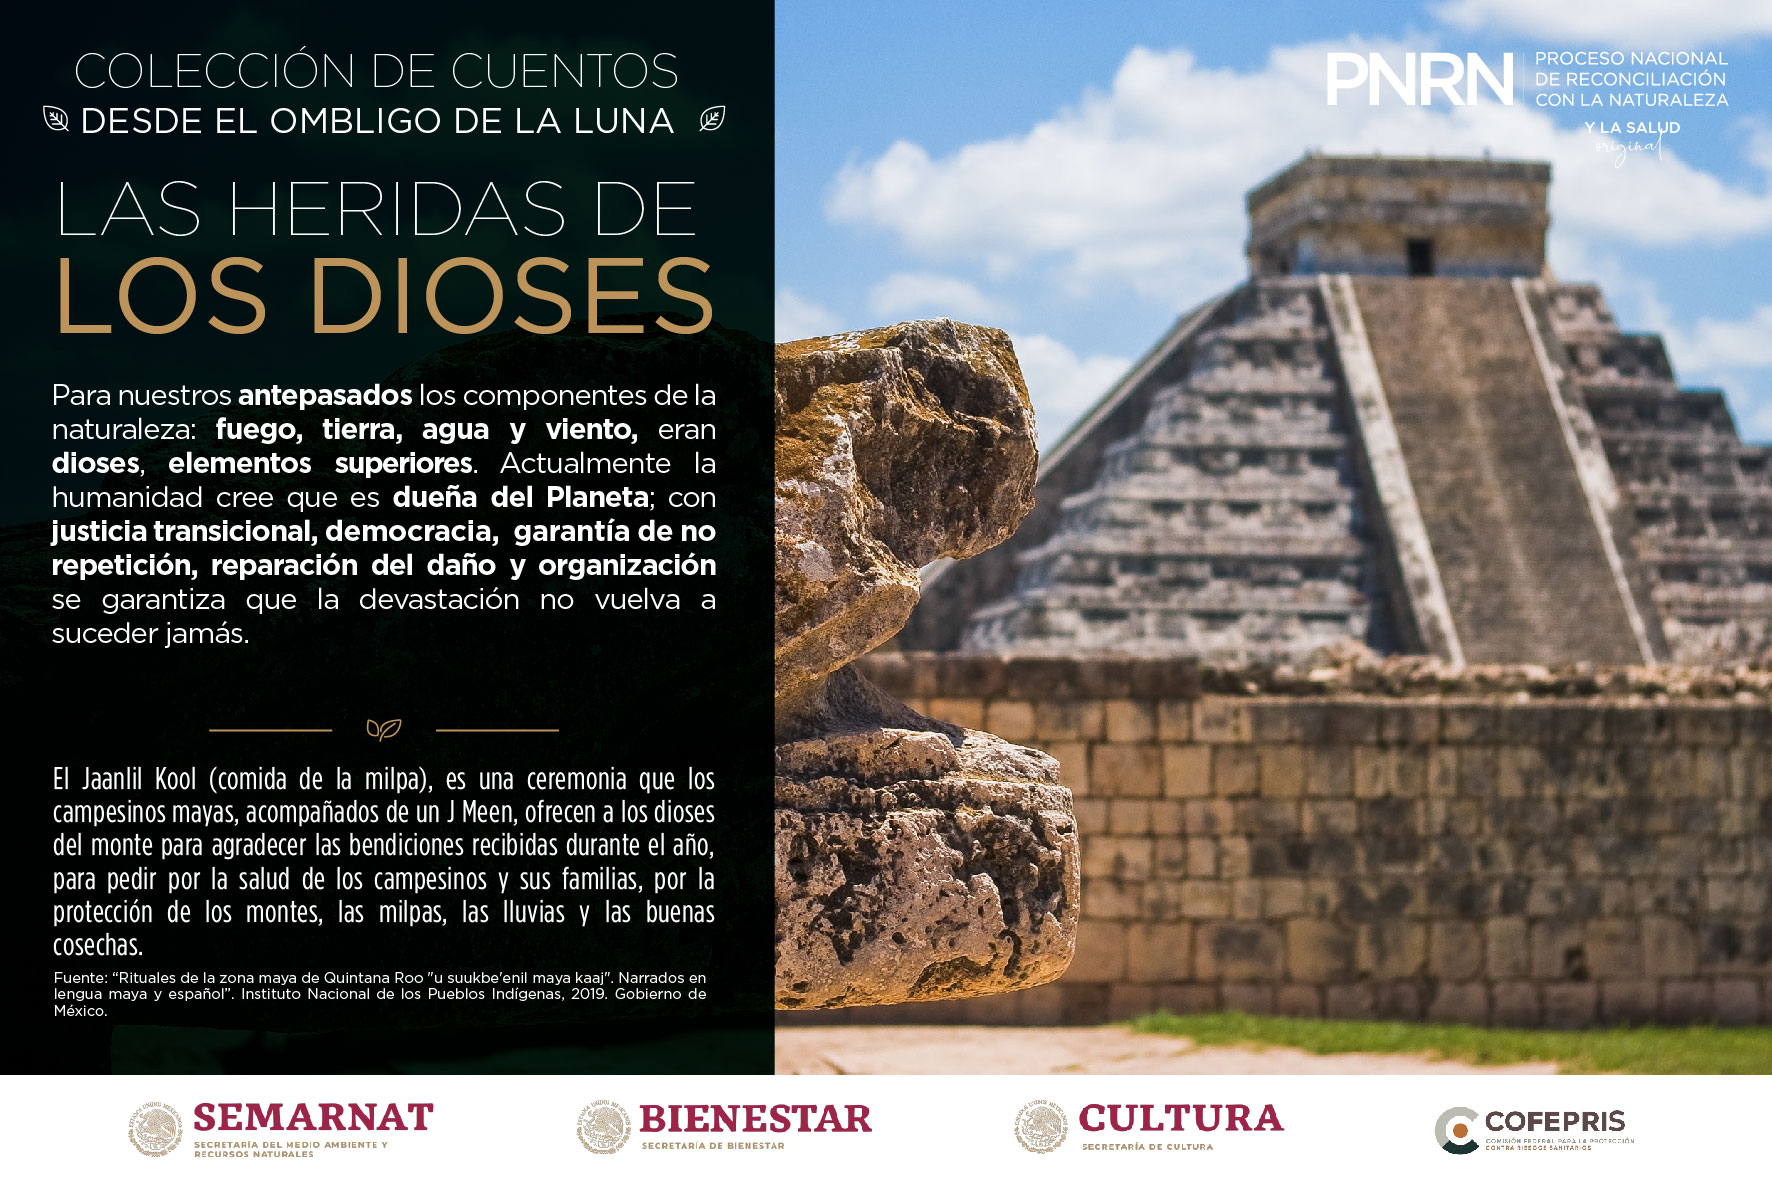 COLECCIÓN DE CUENTOS
DESDE EL OMBLIGO DE LA LUNA
LAS HERIDAS DE
LOS DIOSES
Para nuestros antepasados los componentes de la
naturaleza: fuego, tierra, agua y viento, eran
dioses, elementos superiores. Actualmente la
humanidad cree que es dueña del Planeta; con
justicia transicional, democracia, garantía de no
repetición, reparación del daño y organización
se garantiza que la devastación no vuelva a
suceder jamás.
El Jaanlil Kool (comida de la milpa), es una ceremonia que los
campesinos mayas, acompañados de un J Meen, ofrecen a los dioses
del monte para agradecer las bendiciones recibidas durante el año,
para pedir por la salud de los campesinos y sus familias, por la
protección de los montes, las milpas, las lluvias y las buenas
cosechas.
Fuente: “Rituales de la zona maya de Quintana Roo "u suukbe'enil maya kaaj". Narrados en
lengua maya y español”. Instituto Nacional de los Pueblos Indígenas, 2019. Gobierno de
México.
PNRN
PROCESO NACIONAL
DE RECONCILIACIÓN
CON LA NATURALEZA
Y LA SALUD
original
SEMARNAT
SECRETARÍA DEL MEDIO AMBIENTE Y
RECURSOS NATURALES
BIENESTAR
SECRETARÍA DE BIENESTAR
CULTURA
SECRETARÍA DE CULTURA
COFEPRIS
COMISIÓN FEDERAL PARA LA PROTECCIÓN
CONTRA RIESGOS SANITARIOS